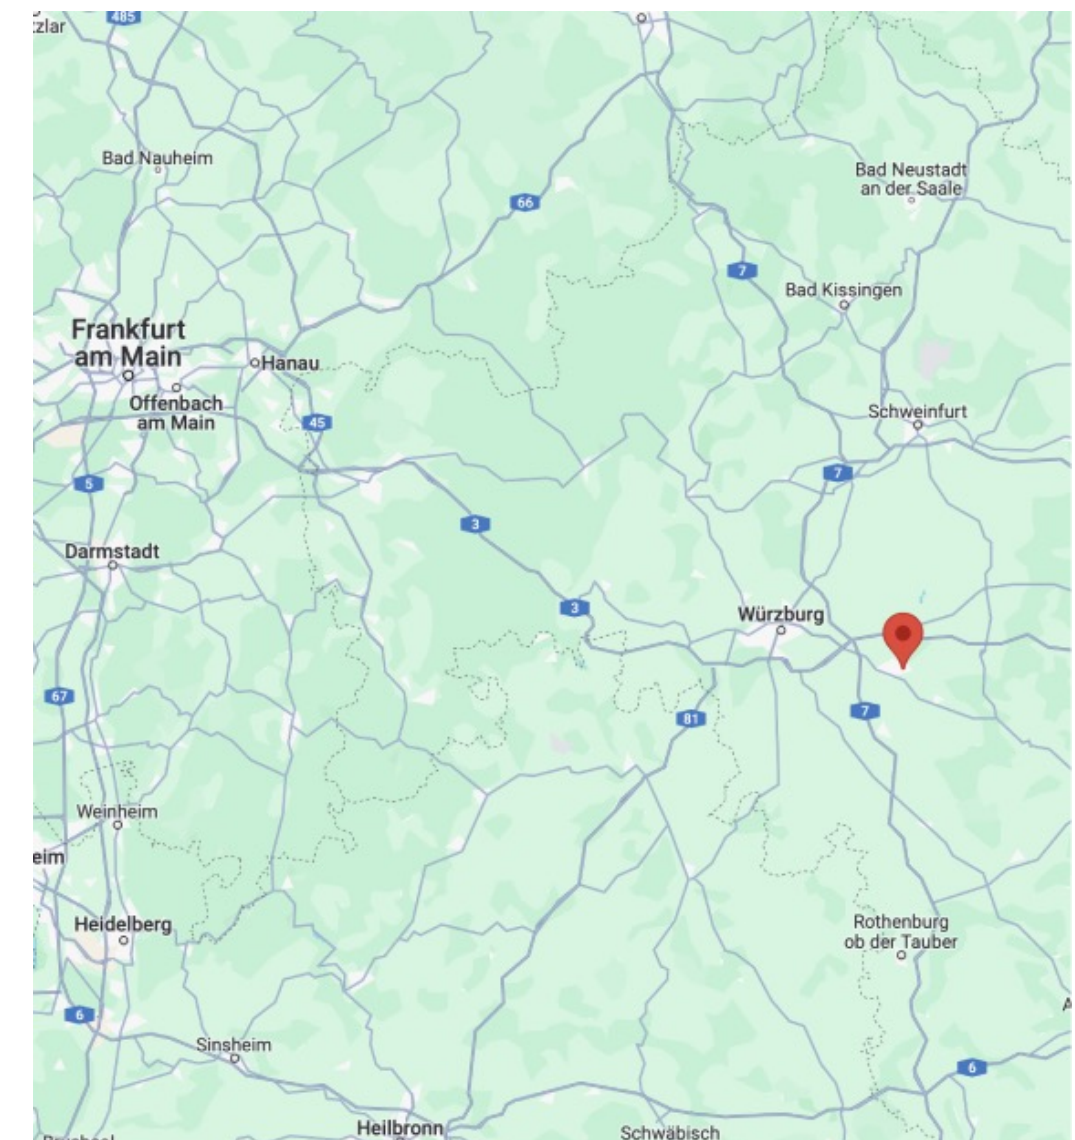 485
tzlar
Bad Nauheim
Bad Neustadt
an der Saale
66
7
Bad Kissingen
Frankfurt
am Main
Hanau
Offenbach
am Main
45
Schweinfurt
7
5
3
Darmstadt
3
Würzburg
67
81
7
Weinheim
eim
Heidelberg
Rothenburg
ob der Tauber
A
6
Sinsheim
6
Heilbronn
Schwäbisch